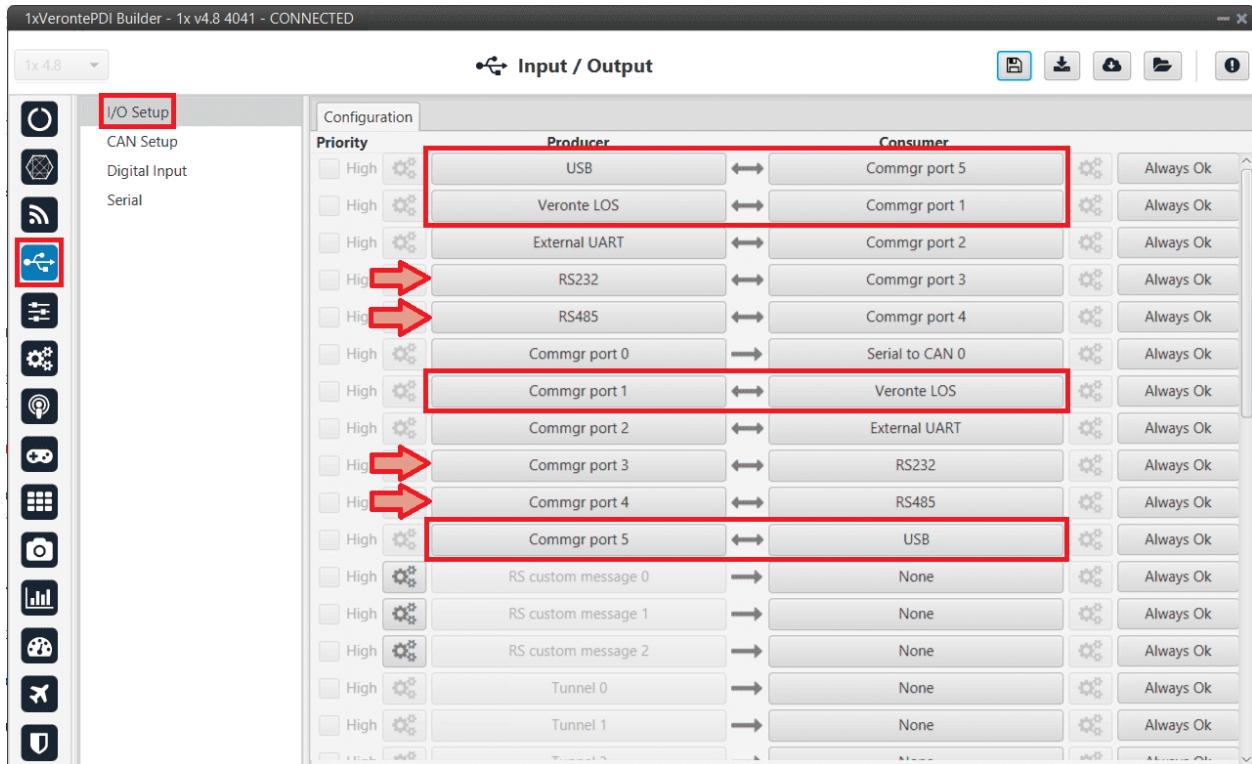 1xVerontePDI Builder - 1x v4.8 4041 - CONNECTED
1x 4.8
Input / Output
I/O Setup
CAN Setup
Digital Input
Serial
Configuration
Priority Producer Consumer
High USB Commgr port 5 Always Ok
High Veronte LOS Commgr port 1 Always Ok
High External UART Commgr port 2 Always Ok
Hig RS232 Commgr port 3 Always Ok
Hig RS485 Commgr port 4 Always Ok
High Commgr port 0 Serial to CAN 0 Always Ok
High Commgr port 1 Veronte LOS Always Ok
High Commgr port 2 External UART Always Ok
Hig Commgr port 3 RS232 Always Ok
Hig Commgr port 4 RS485 Always Ok
High Commgr port 5 USB Always Ok
High RS custom message 0 None Always Ok
High RS custom message 1 None Always Ok
High RS custom message 2 None Always Ok
High Tunnel 0 None Always Ok
High Tunnel 1 None Always Ok